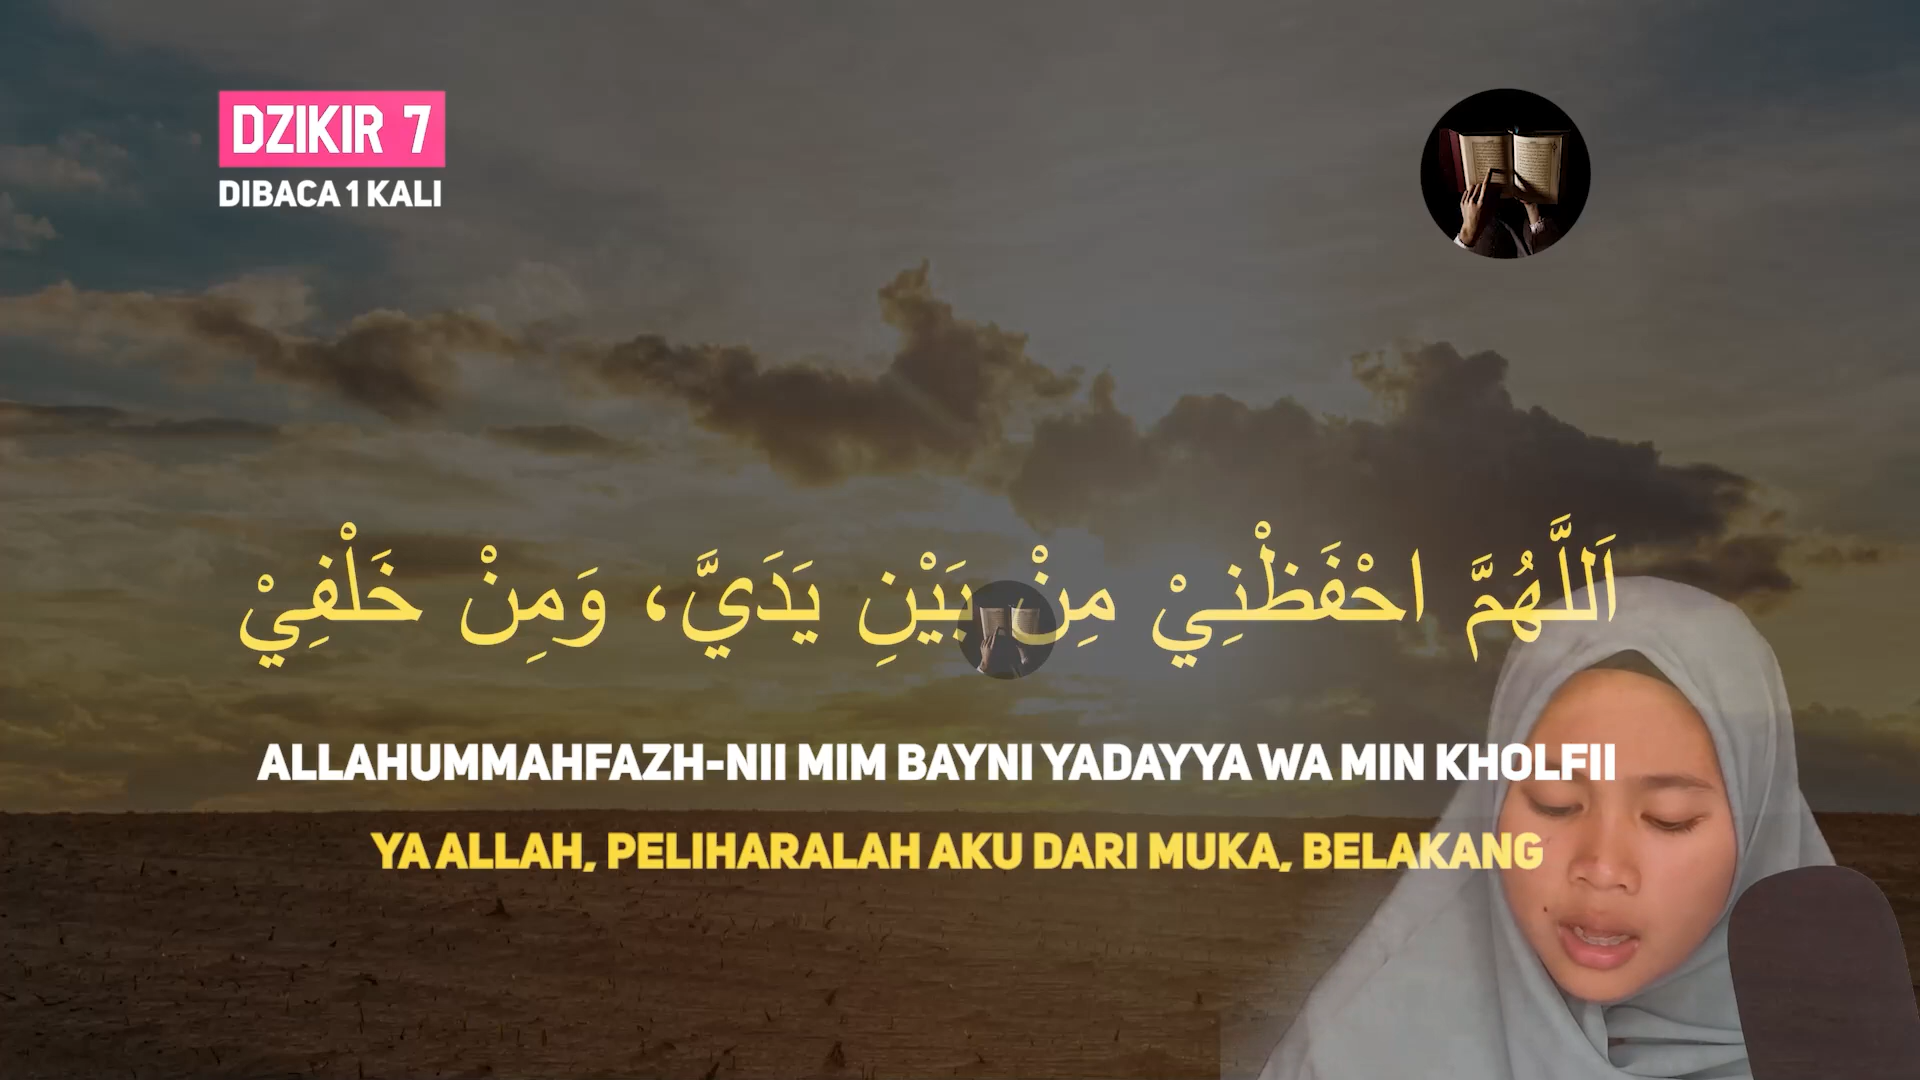 DZIKIR 7
DIBACA 1 KALI
اَللَّهُمَّ احْفَظْنِيْ مِنْ بَيْنِ يَدَيَّ، وَمِنْ خَلْفِيْ
ALLAHUMMAHFAZH-NII MIM BAYNI YADAYYA WA MIN KHOLFII
YA ALLAH, PELIHARALAH AKU DARI MUKA, BELAKANG